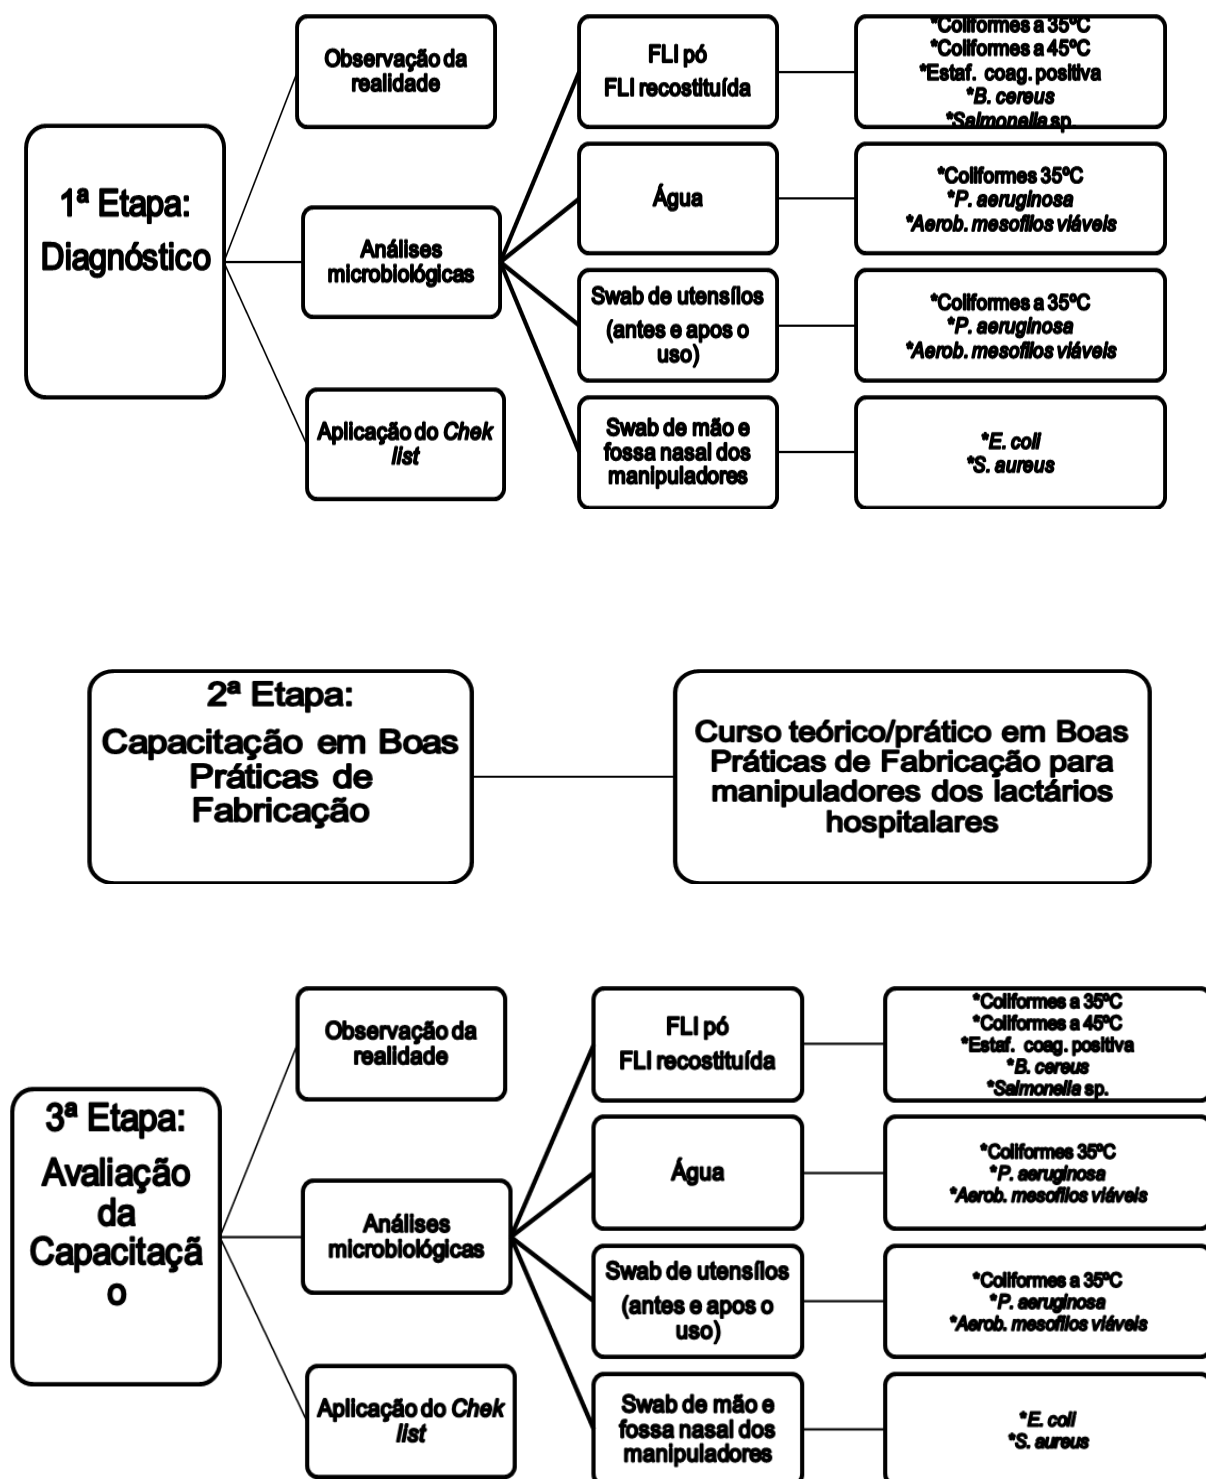 1ª Etapa:
Diagnóstico
Observação da
realidade
Análises
microbiológicas
Aplicação do Chek
list
FLI pó
FLI recostituída
*Coliformes a 35ºC
*Coliformes a 45ºC
*Estaf. coag. positiva
*B. cereus
*Salmonella sp.
Água
*Coliformes 35ºC
*P. aeruginosa
*Aerob. mesofilos viáveis
Swab de utensílos
(antes e apos o
uso)
*Coliformes a 35ºC
*P. aeruginosa
*Aerob. mesofilos viáveis
Swab de mão e
fossa nasal dos
manipuladores
*E. coli
*S. aureus
2ª Etapa:
Capacitação em Boas
Práticas de
Fabricação
Curso teórico/prático em Boas
Práticas de Fabricação para
manipuladores dos lactários
hospitalares
3ª Etapa:
Avaliação
da
Capacitaçã
o
Observação da
realidade
Análises
microbiológicas
Aplicação do Chek
list
FLI pó
FLI recostituída
*Coliformes a 35ºC
*Coliformes a 45ºC
*Estaf. coag. positiva
*B. cereus
*Salmonella sp.
Água
*Coliformes 35ºC
*P. aeruginosa
*Aerob. mesofilos viáveis
Swab de utensílos
(antes e apos o
uso)
*Coliformes a 35ºC
*P. aeruginosa
*Aerob. mesofilos viáveis
Swab de mão e
fossa nasal dos
manipuladores
*E. coli
*S. aureus